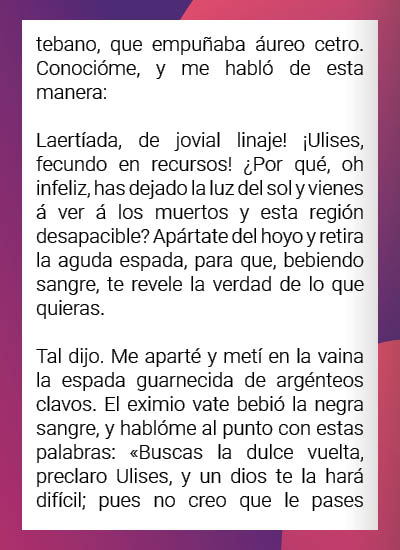 tebano, que empuñaba áureo cetro.
Conocióme, y me habló de esta
manera:
Laertíada, de jovial linaje! ¡Ulises,
fecundo en recursos! ¿Por qué, oh
infeliz, has dejado la luz del sol y vienes
á ver á los muertos y esta región
desapacible? Apártate del hoyo y retira
la aguda espada, para que, bebiendo
sangre, te revele la verdad de lo que
quieras.
Tal dijo. Me aparté y metí en la vaina
la espada guarnecida de argénteos
clavos. El eximio vate bebió la negra
sangre, y hablóme al punto con estas
palabras: «Buscas la dulce vuelta,
preclaro Ulises, y un dios te la hará
difícil; pues no creo que le pases